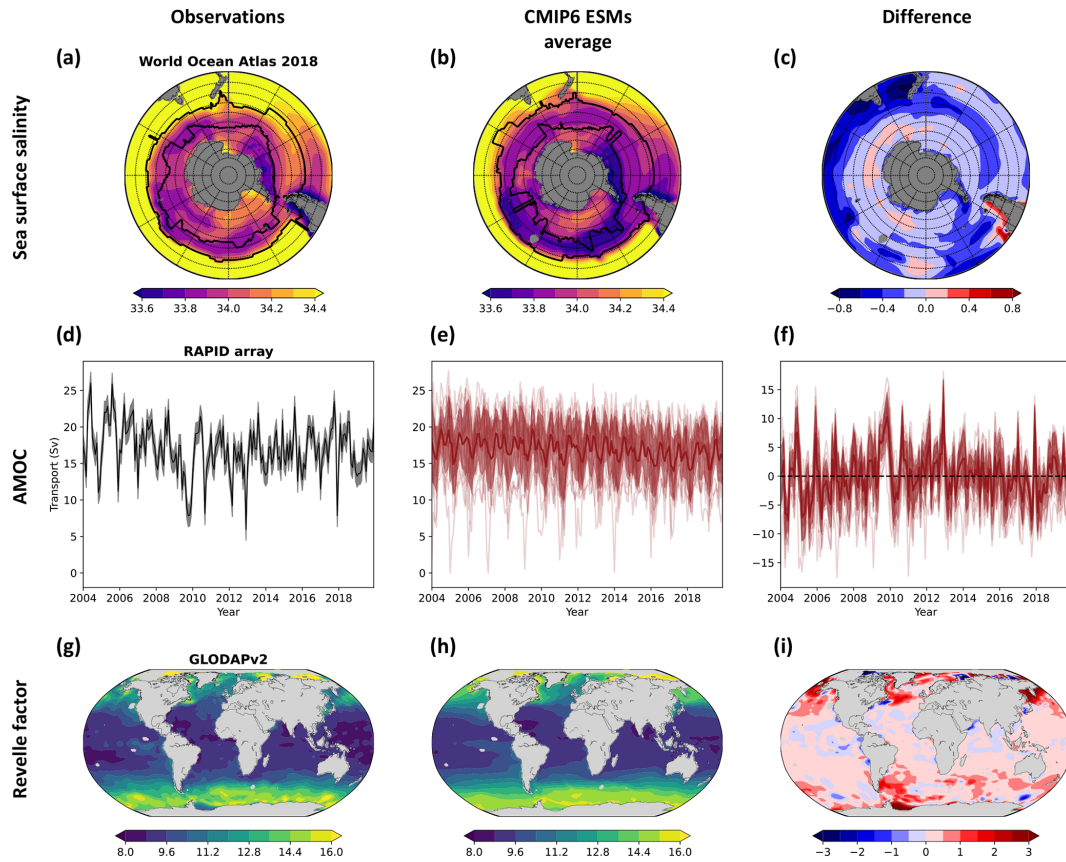 Observations
CMIP6 ESMs
average
Difference
Sea surface salinity
(a)
World Ocean Atlas 2018
(b)
(c)
33.6 33.8 34.0 34.2 34.4
33.6 33.8 34.0 34.2 34.4
−0.8 −0.4 0.0 0.4 0.8
AMOC
(d)
RAPID array
(e)
(f)
Transport (Sv)
25
20
15
10
5
0
2004 2006 2008 2010 2012 2014 2016 2018
Year
25
20
15
10
5
0
2004 2006 2008 2010 2012 2014 2016 2018
Year
15
10
5
0
−5
−10
−15
2004 2006 2008 2010 2012 2014 2016 2018
Year
Revelle factor
(g)
GLODAPv2
(h)
(i)
8.0 9.6 11.2 12.8 14.4 16.0
8.0 9.6 11.2 12.8 14.4 16.0
−3 −2 −1 0 1 2 3